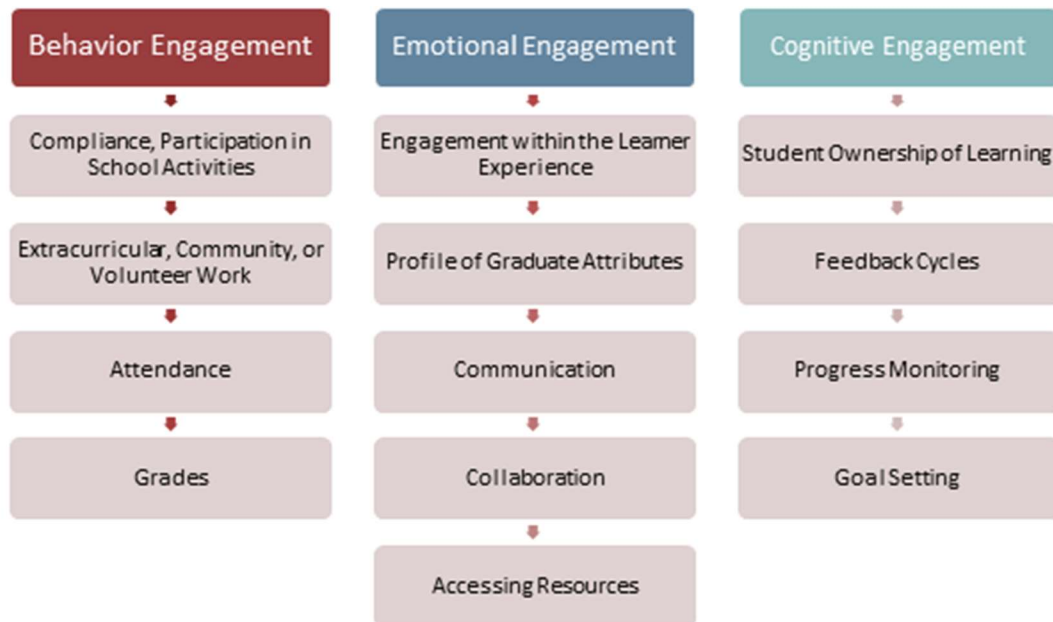 Behavior Engagement
Compliance, Participation in
School Activities
Extracurricular, Community, or
Volunteer Work
Attendance
Grades
Emotional Engagement
Engagement within the Learner
Experience
Profile of Graduate Attributes
Communication
Collaboration
Accessing Resources
Cognitive Engagement
Student Ownership of Learning
Feedback Cycles
Progress Monitoring
Goal Setting